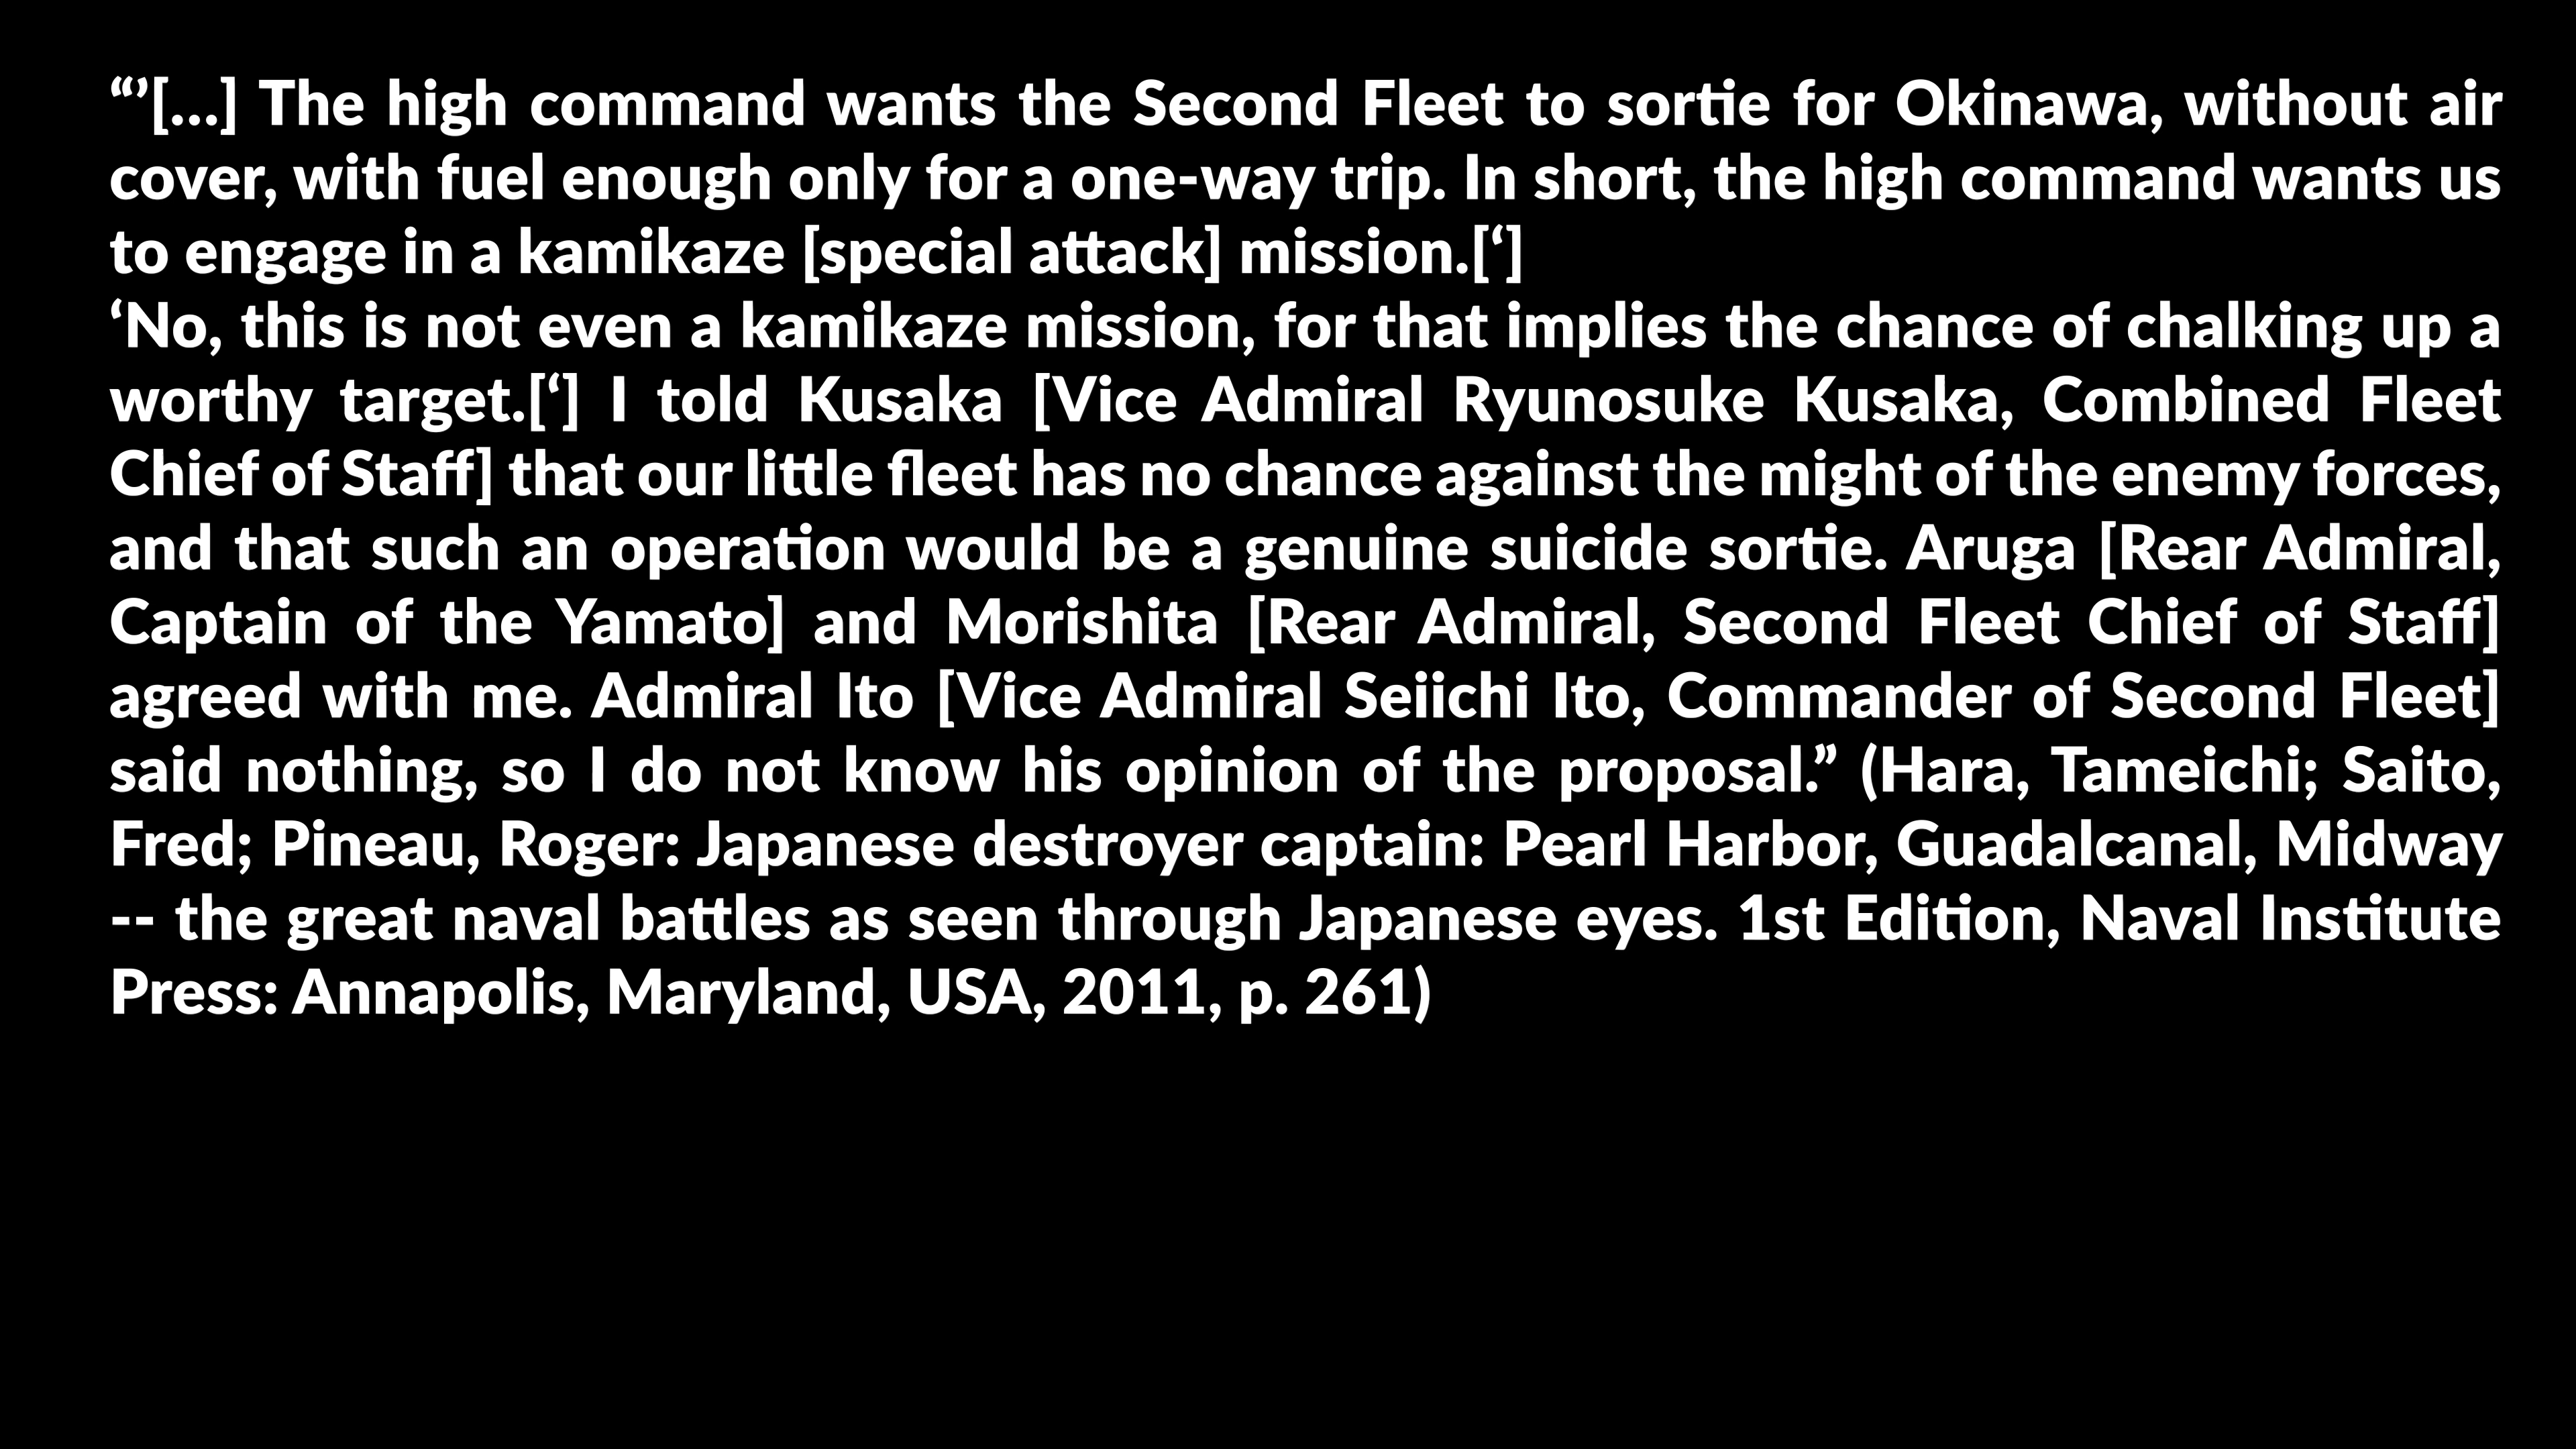 “’[…] The high command wants the Second Fleet to sortie for Okinawa, without air
cover, with fuel enough only for a one-way trip. In short, the high command wants us
to engage in a kamikaze [special attack] mission.[‘]
‘No, this is not even a kamikaze mission, for that implies the chance of chalking up a
worthy target.[‘] I told Kusaka [Vice Admiral Ryunosuke Kusaka, Combined Fleet
Chief of Staff] that our little fleet has no chance against the might of the enemy forces,
and that such an operation would be a genuine suicide sortie. Aruga [Rear Admiral,
Captain of the Yamato] and Morishita [Rear Admiral, Second Fleet Chief of Staff]
agreed with me. Admiral Ito [Vice Admiral Seiichi Ito, Commander of Second Fleet]
said nothing, so I do not know his opinion of the proposal.” (Hara, Tameichi; Saito,
Fred; Pineau, Roger: Japanese destroyer captain: Pearl Harbor, Guadalcanal, Midway
-- the great naval battles as seen through Japanese eyes. 1st Edition, Naval Institute
Press: Annapolis, Maryland, USA, 2011, p. 261)